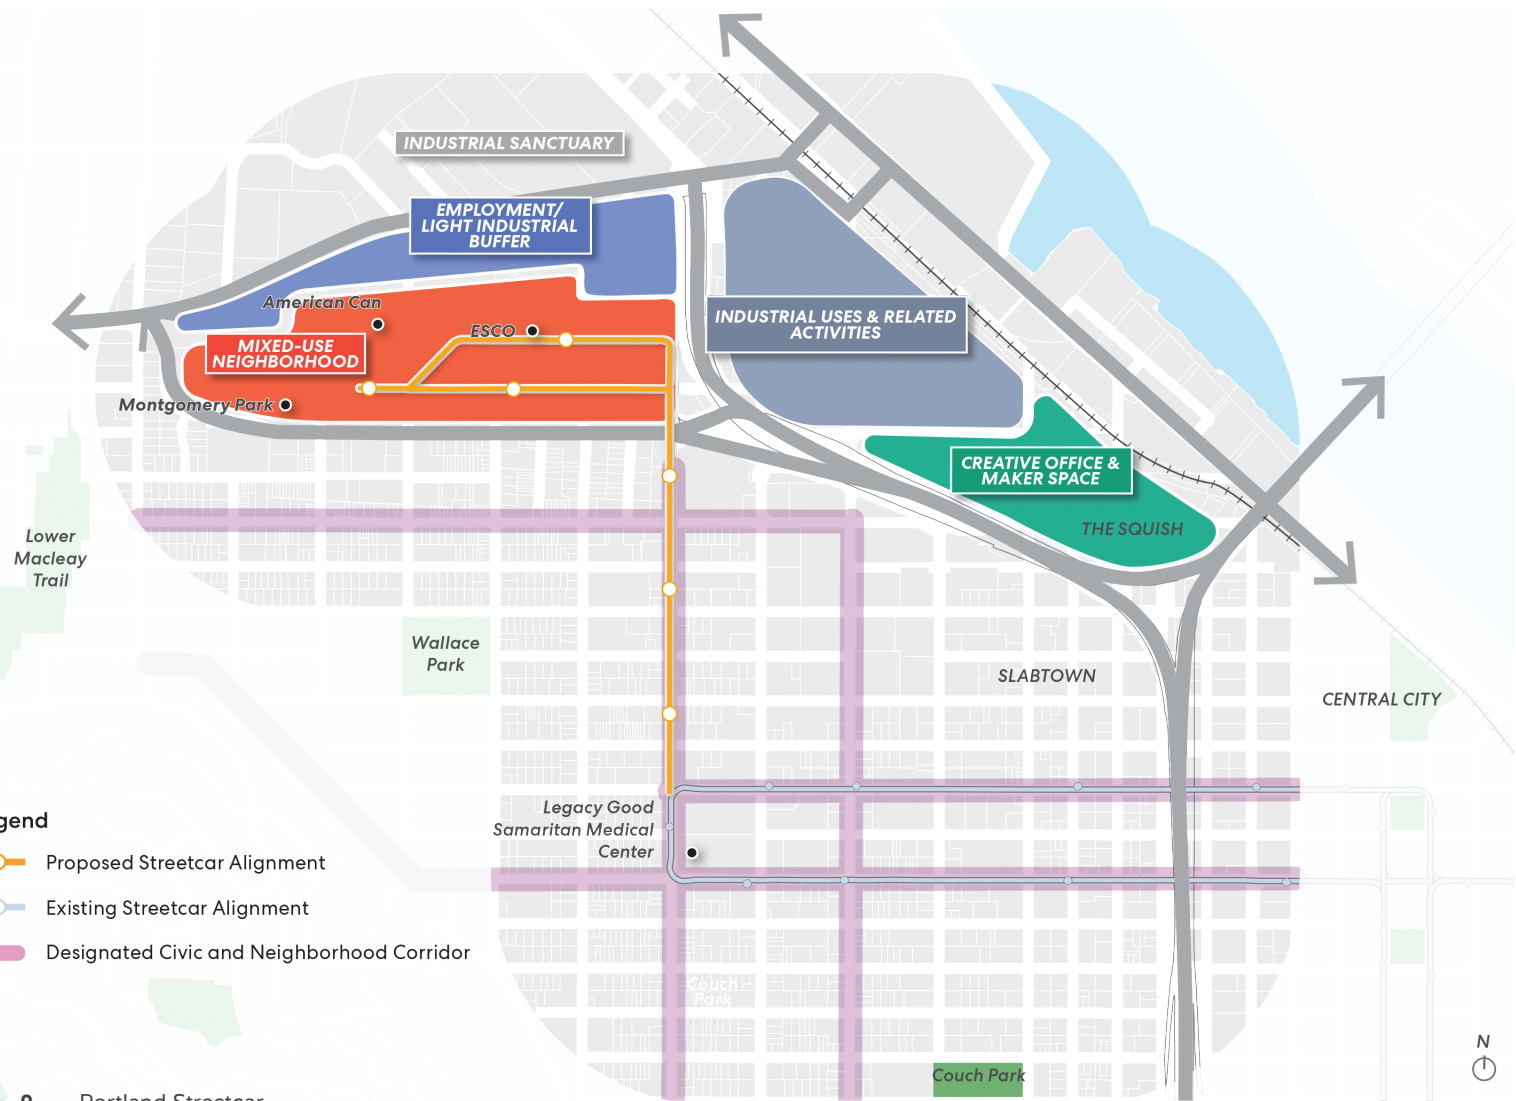 INDUSTRIAL SANCTUARY
EMPLOYMENT/
LIGHT INDUSTRIAL
BUFFER
American Can
ESCO
MIXED-USE
NEIGHBORHOOD
Montgomery Park
INDUSTRIAL USES & RELATED
ACTIVITIES
CREATIVE OFFICE &
MAKER SPACE
THE SQUISH
Lower
Macleay
Trail
Wallace
Park
SLABTOWN
CENTRAL CITY
Legacy Good
Samaritan Medical
Center
gend
Proposed Streetcar Alignment
Existing Streetcar Alignment
Designated Civic and Neighborhood Corridor
Couch
Park
Couch Park
N
Portland Streetcar